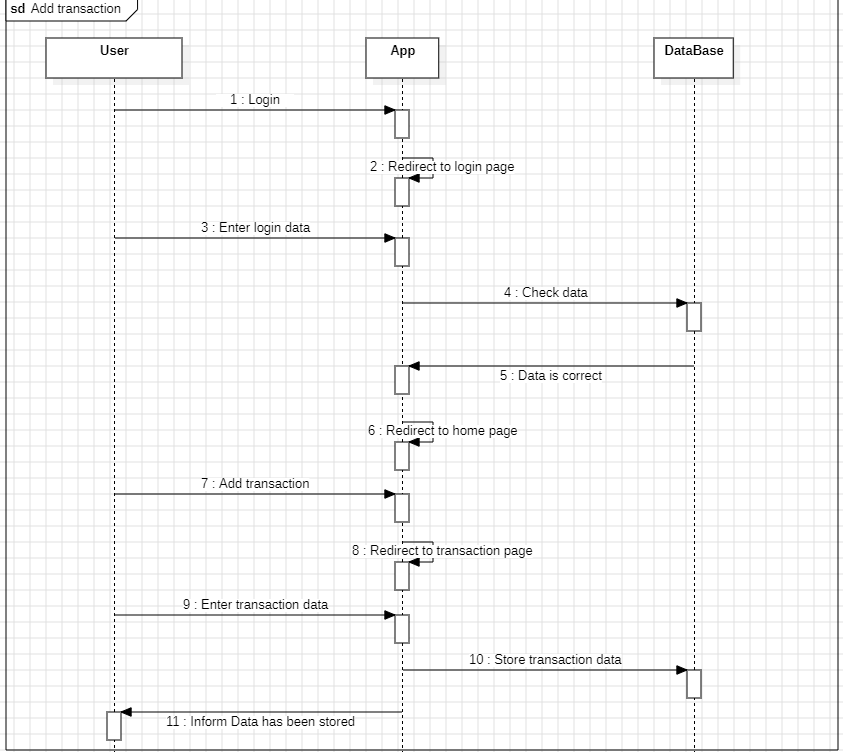 sd Add transaction
User
App
DataBase
1 : Login
2 : Redirect to login page
3 : Enter login data
4 : Check data
5 : Data is correct
6 : Redirect to home page
7 : Add transaction
8 : Redirect to transaction page
9 : Enter transaction data
10 : Store transaction data
11 : Inform Data has been stored